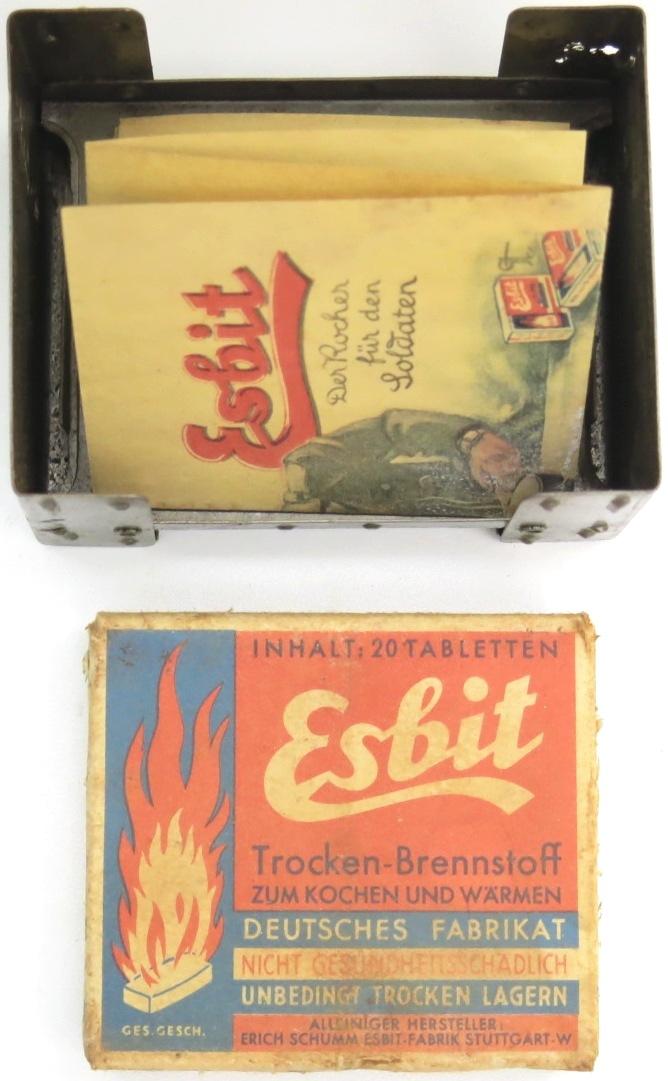 Esbit
Der Kocher
für den
Soldaten
Esbit
Esbit
INHALT: 20 TABLETTEN
Esbit
Trocken-Brennstoff
ZUM KOCHEN UND WÄRMEN
DEUTSCHES FABRIKAT
NICHT GESUNDHEITSSCHÄDLICH
UNBEDINGT TROCKEN LAGERN
GES. GESCH.
ALLEINIGER HERSTELLER:
ERICH SCHUMM ESBIT-FABRIK STUTTGART-W